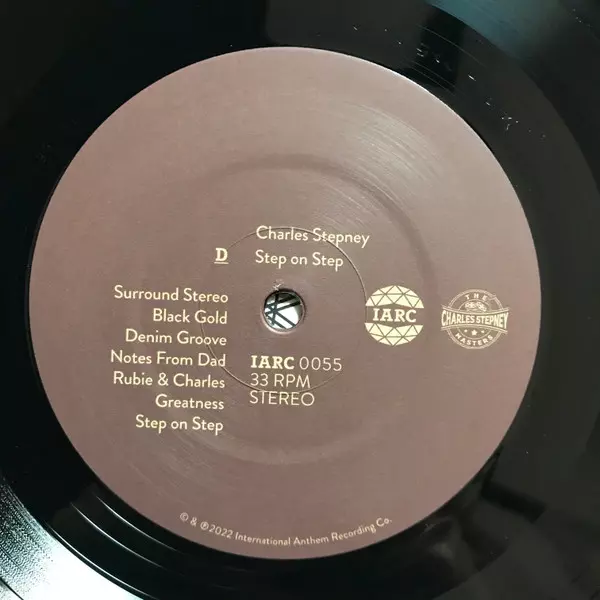 Charles Stepney
D
Step on Step
Surround Stereo
Black Gold
Denim Groove
Notes From Dad
Rubie & Charles
Greatness
Step on Step
IARC 0055
33 RPM
STEREO
IARC
THE
CHARLES STEPNEY
MASTERS
© & ℗ 2022 International Anthem Recording Co.